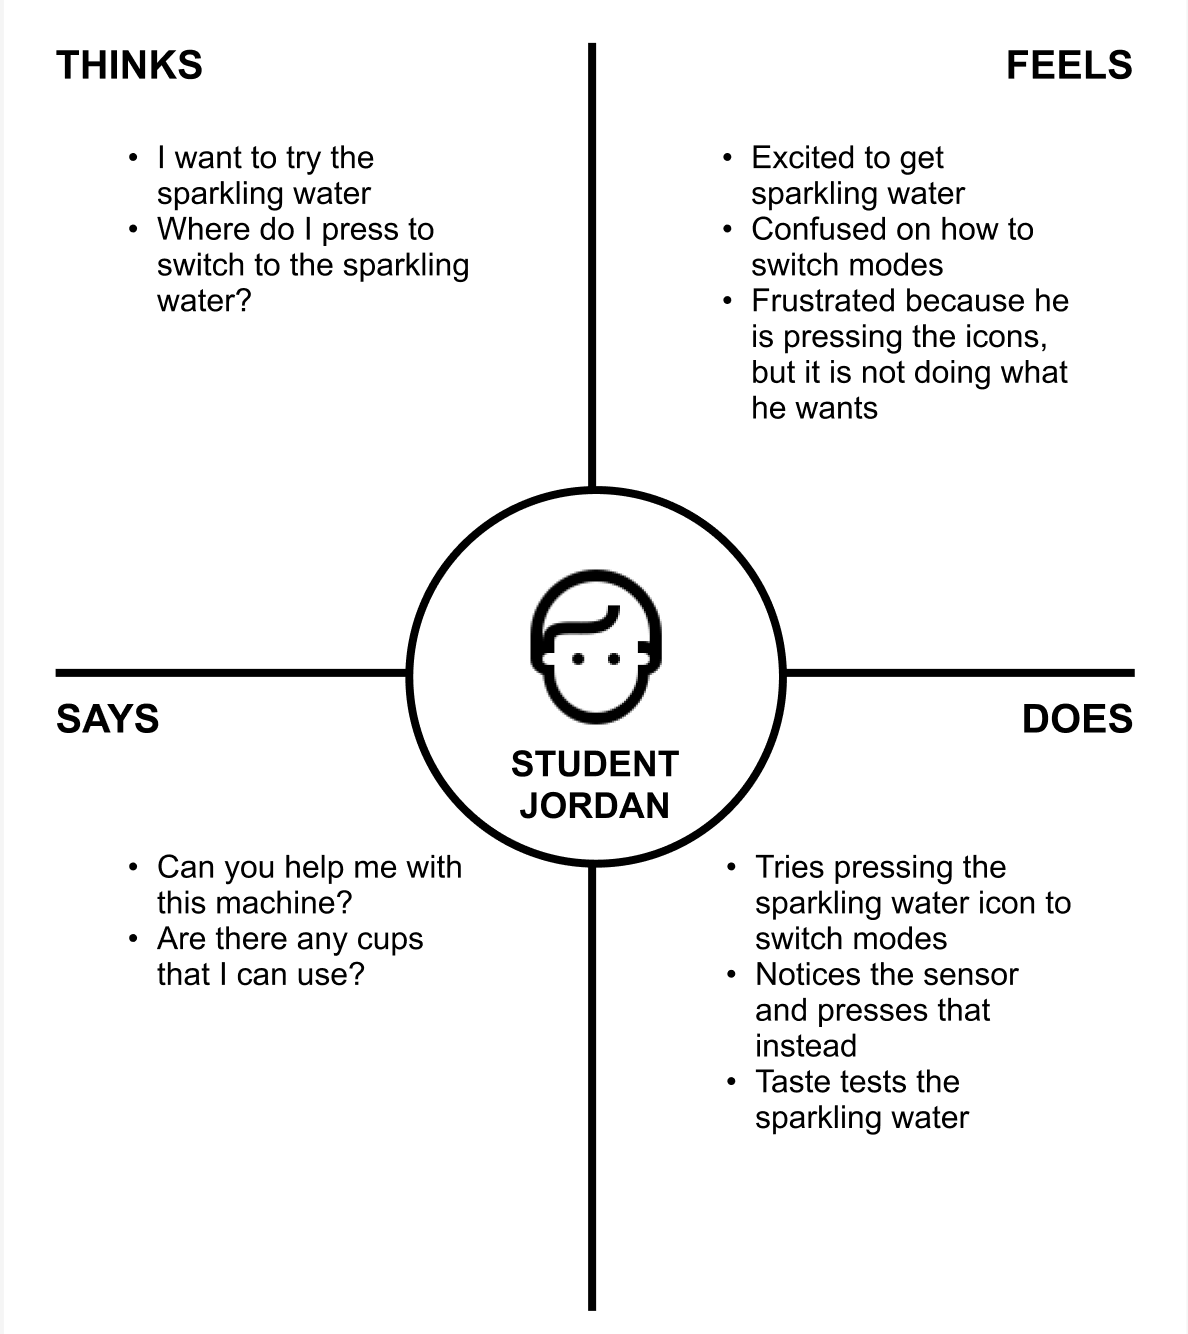 THINKS
• I want to try the
sparkling water
• Where do I press to
switch to the sparkling
water?
FEELS
• Excited to get
sparkling water
• Confused on how to
switch modes
• Frustrated because he
is pressing the icons,
but it is not doing what
he wants
STUDENT
JORDAN
SAYS
• Can you help me with
this machine?
• Are there any cups
that I can use?
DOES
• Tries pressing the
sparkling water icon to
switch modes
• Notices the sensor
and presses that
instead
• Taste tests the
sparkling water